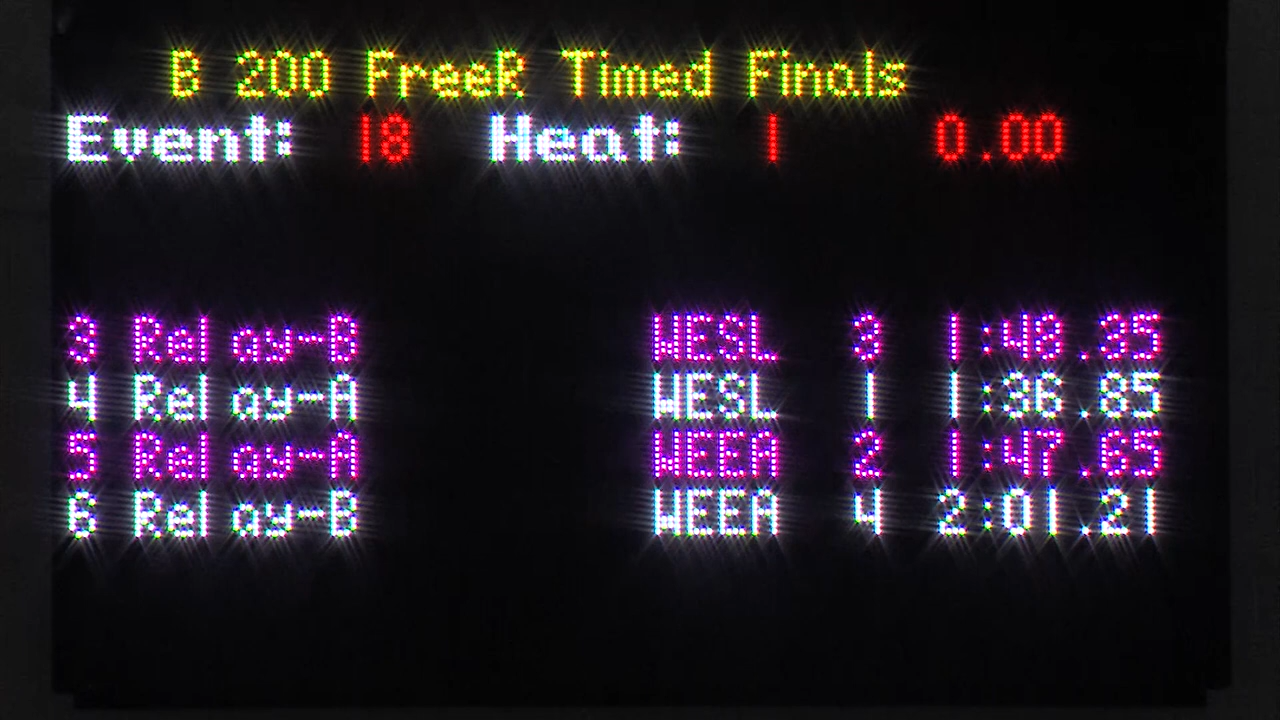 B 200 FreeR Timed Finals
Event: 18 Heat: 1 0.00
3 Relay-B WESL 3 1:48.35
4 Relay-A WESL 1 1:36.85
5 Relay-A WEEA 2 1:47.65
6 Relay-B WEEA 4 2:01.21